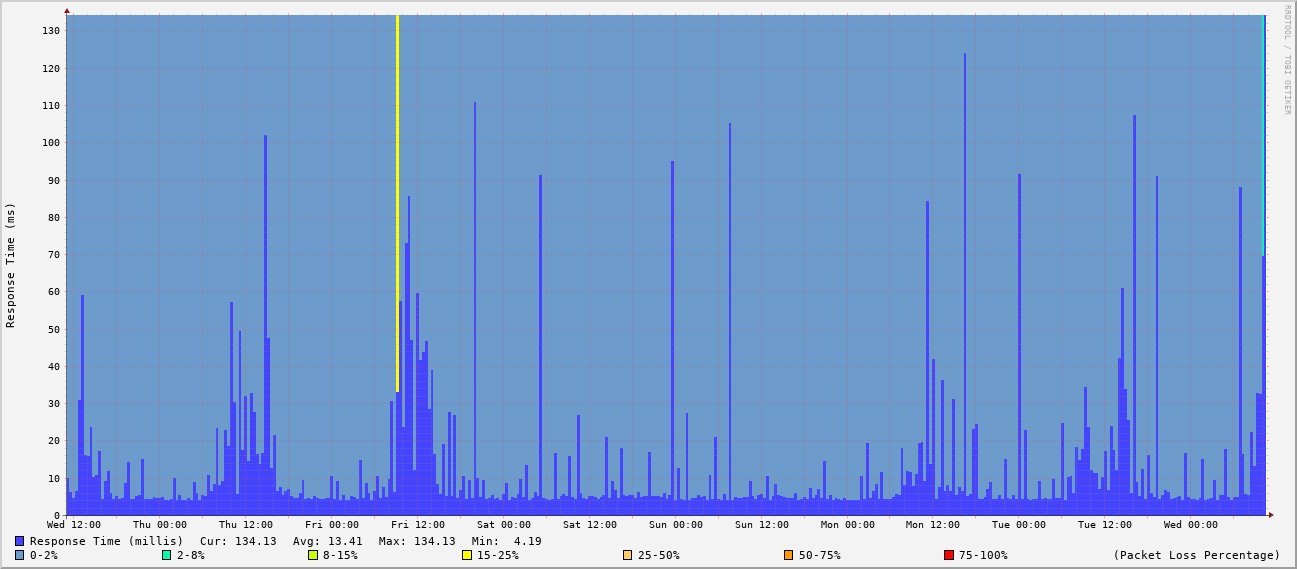 RRDTOOL / TOBI OETIKER
Response Time (ms)
130
120
110
100
90
80
70
60
50
40
30
20
10
0
Wed 12:00 Thu 00:00 Thu 12:00 Fri 00:00 Fri 12:00 Sat 00:00 Sat 12:00 Sun 00:00 Sun 12:00 Mon 00:00 Mon 12:00 Tue 00:00 Tue 12:00 Wed 00:00
Response Time (millis) Cur: 134.13 Avg: 13.41 Max: 134.13 Min: 4.19
0-2% 2-8% 8-15% 15-25% 25-50% 50-75% 75-100% (Packet Loss Percentage)